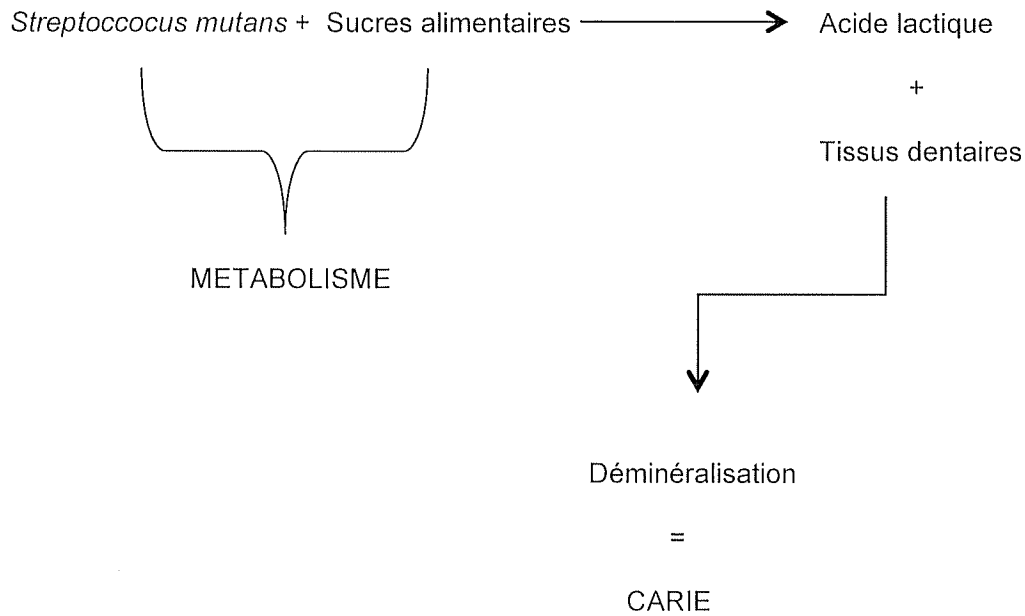 Streptoccocus mutans + Sucres alimentaires Acide lactique
+
Tissus dentaires
METABOLISME
Déminéralisation
=
CARIE